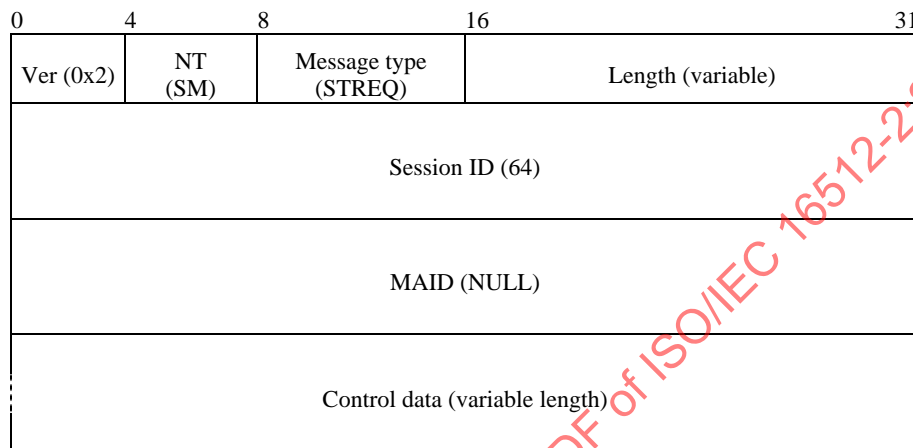 0 4 8 16 31
Ver (0x2) NT Message type Length (variable)
(SM) (STREQ)
Session ID (64)
MAID (NULL)
Control data (variable length)
DF of ISO/IEC 16512-2